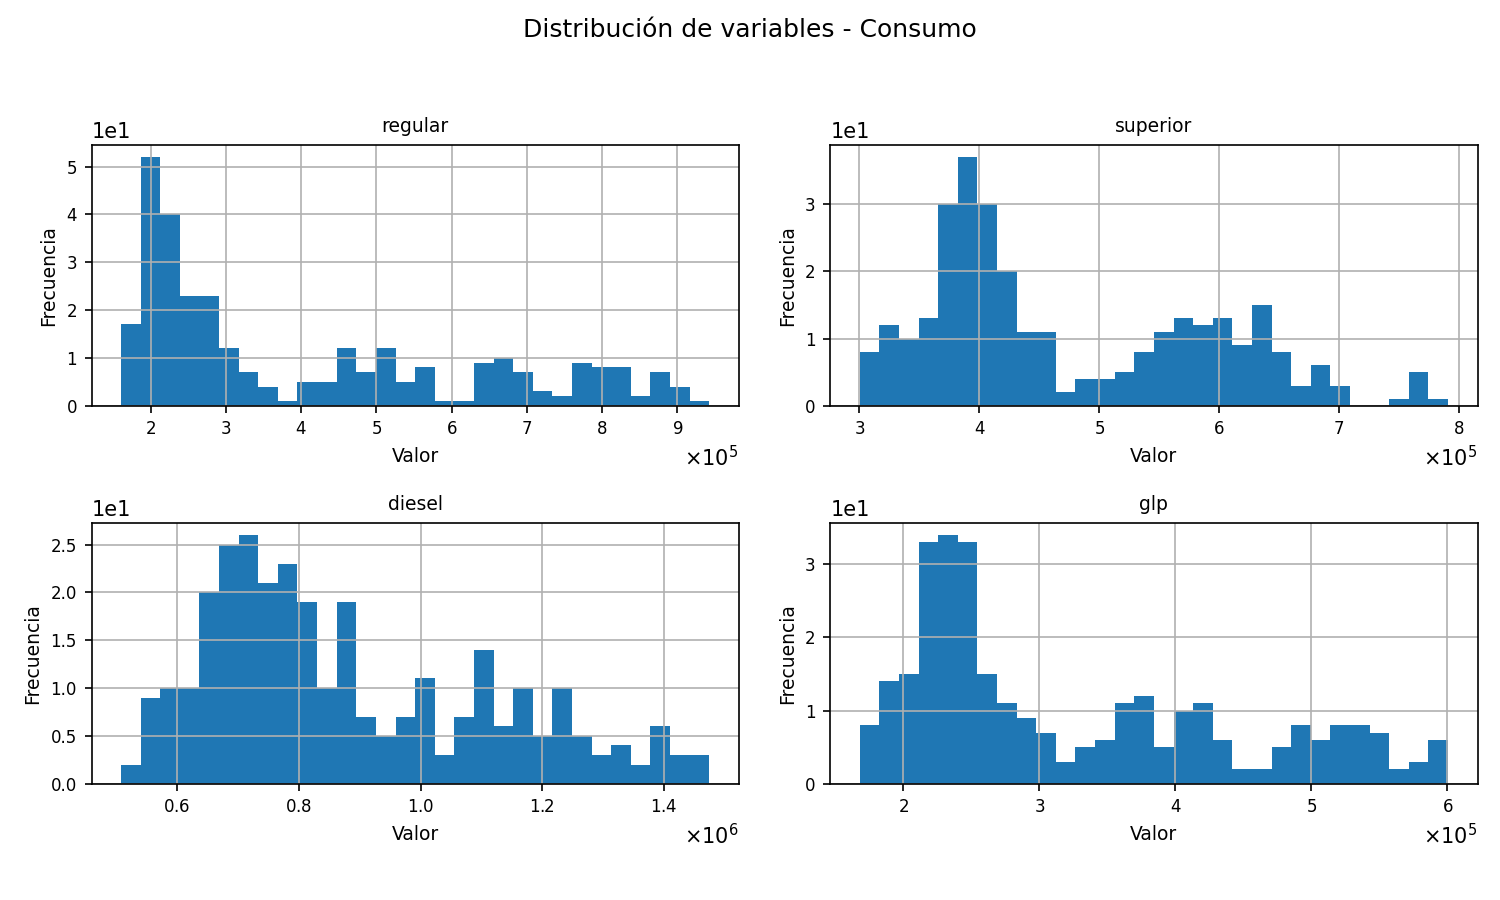 Distribución de variables - Consumo
regular
1e1
Frecuencia
5
4
3
2
1
0
2 3 4 5 6 7 8 9
Valor
×10^5
superior
1e1
Frecuencia
3
2
1
0
3 4 5 6 7 8
Valor
×10^5
diesel
1e1
Frecuencia
2.5
2.0
1.5
1.0
0.5
0.0
0.6 0.8 1.0 1.2 1.4
Valor
×10^6
glp
1e1
Frecuencia
3
2
1
0
2 3 4 5 6
Valor
×10^5